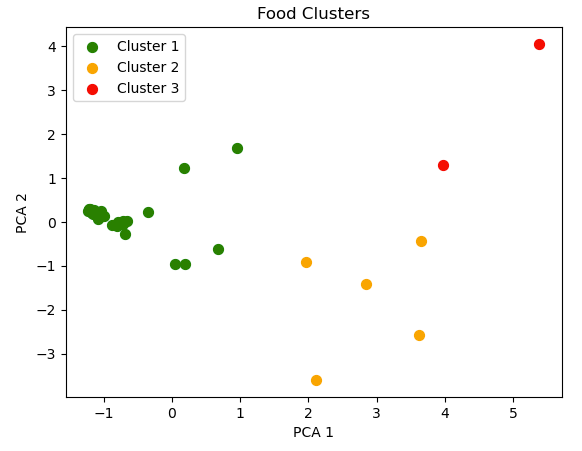 Food Clusters
Cluster 1
Cluster 2
Cluster 3
4
3
2
1
0
−1
−2
−3
PCA 2
−1 0 1 2 3 4 5
PCA 1